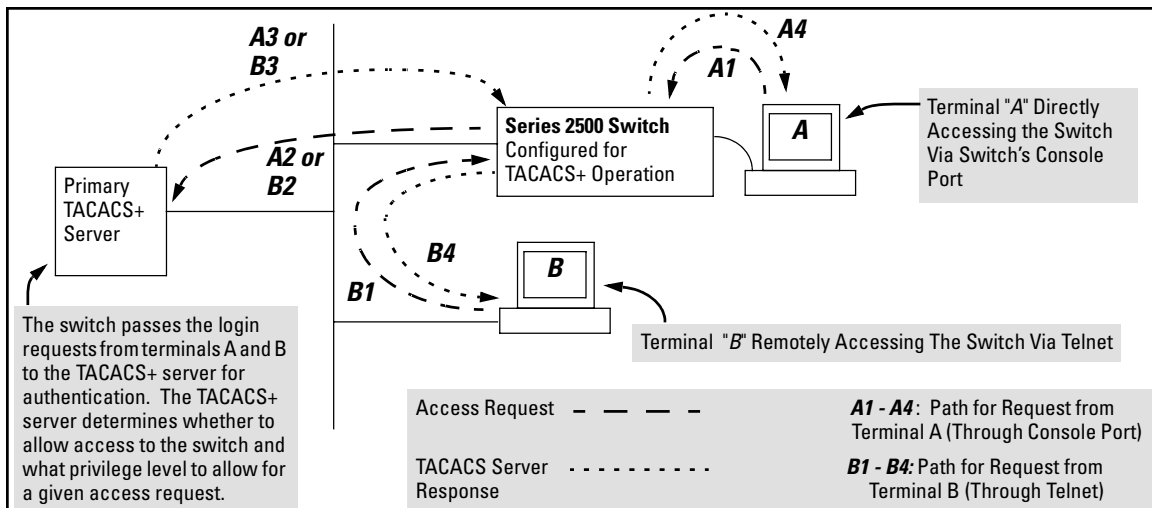 A3 or
B3
A4
A1
Series 2500 Switch
Configured for
TACACS+ Operation
A
Terminal "A" Directly
Accessing the Switch
Via Switch's Console
Port
A2 or
B2
Primary
TACACS+
Server
B4
B1
B
The switch passes the login
requests from terminals A and B
to the TACACS+ server for
authentication. The TACACS+
server determines whether to
allow access to the switch and
what privilege level to allow for
a given access request.
Terminal "B" Remotely Accessing The Switch Via Telnet
Access Request
A1 - A4: Path for Request from
Terminal A (Through Console Port)
TACACS Server
Response
B1 - B4: Path for Request from
Terminal B (Through Telnet)